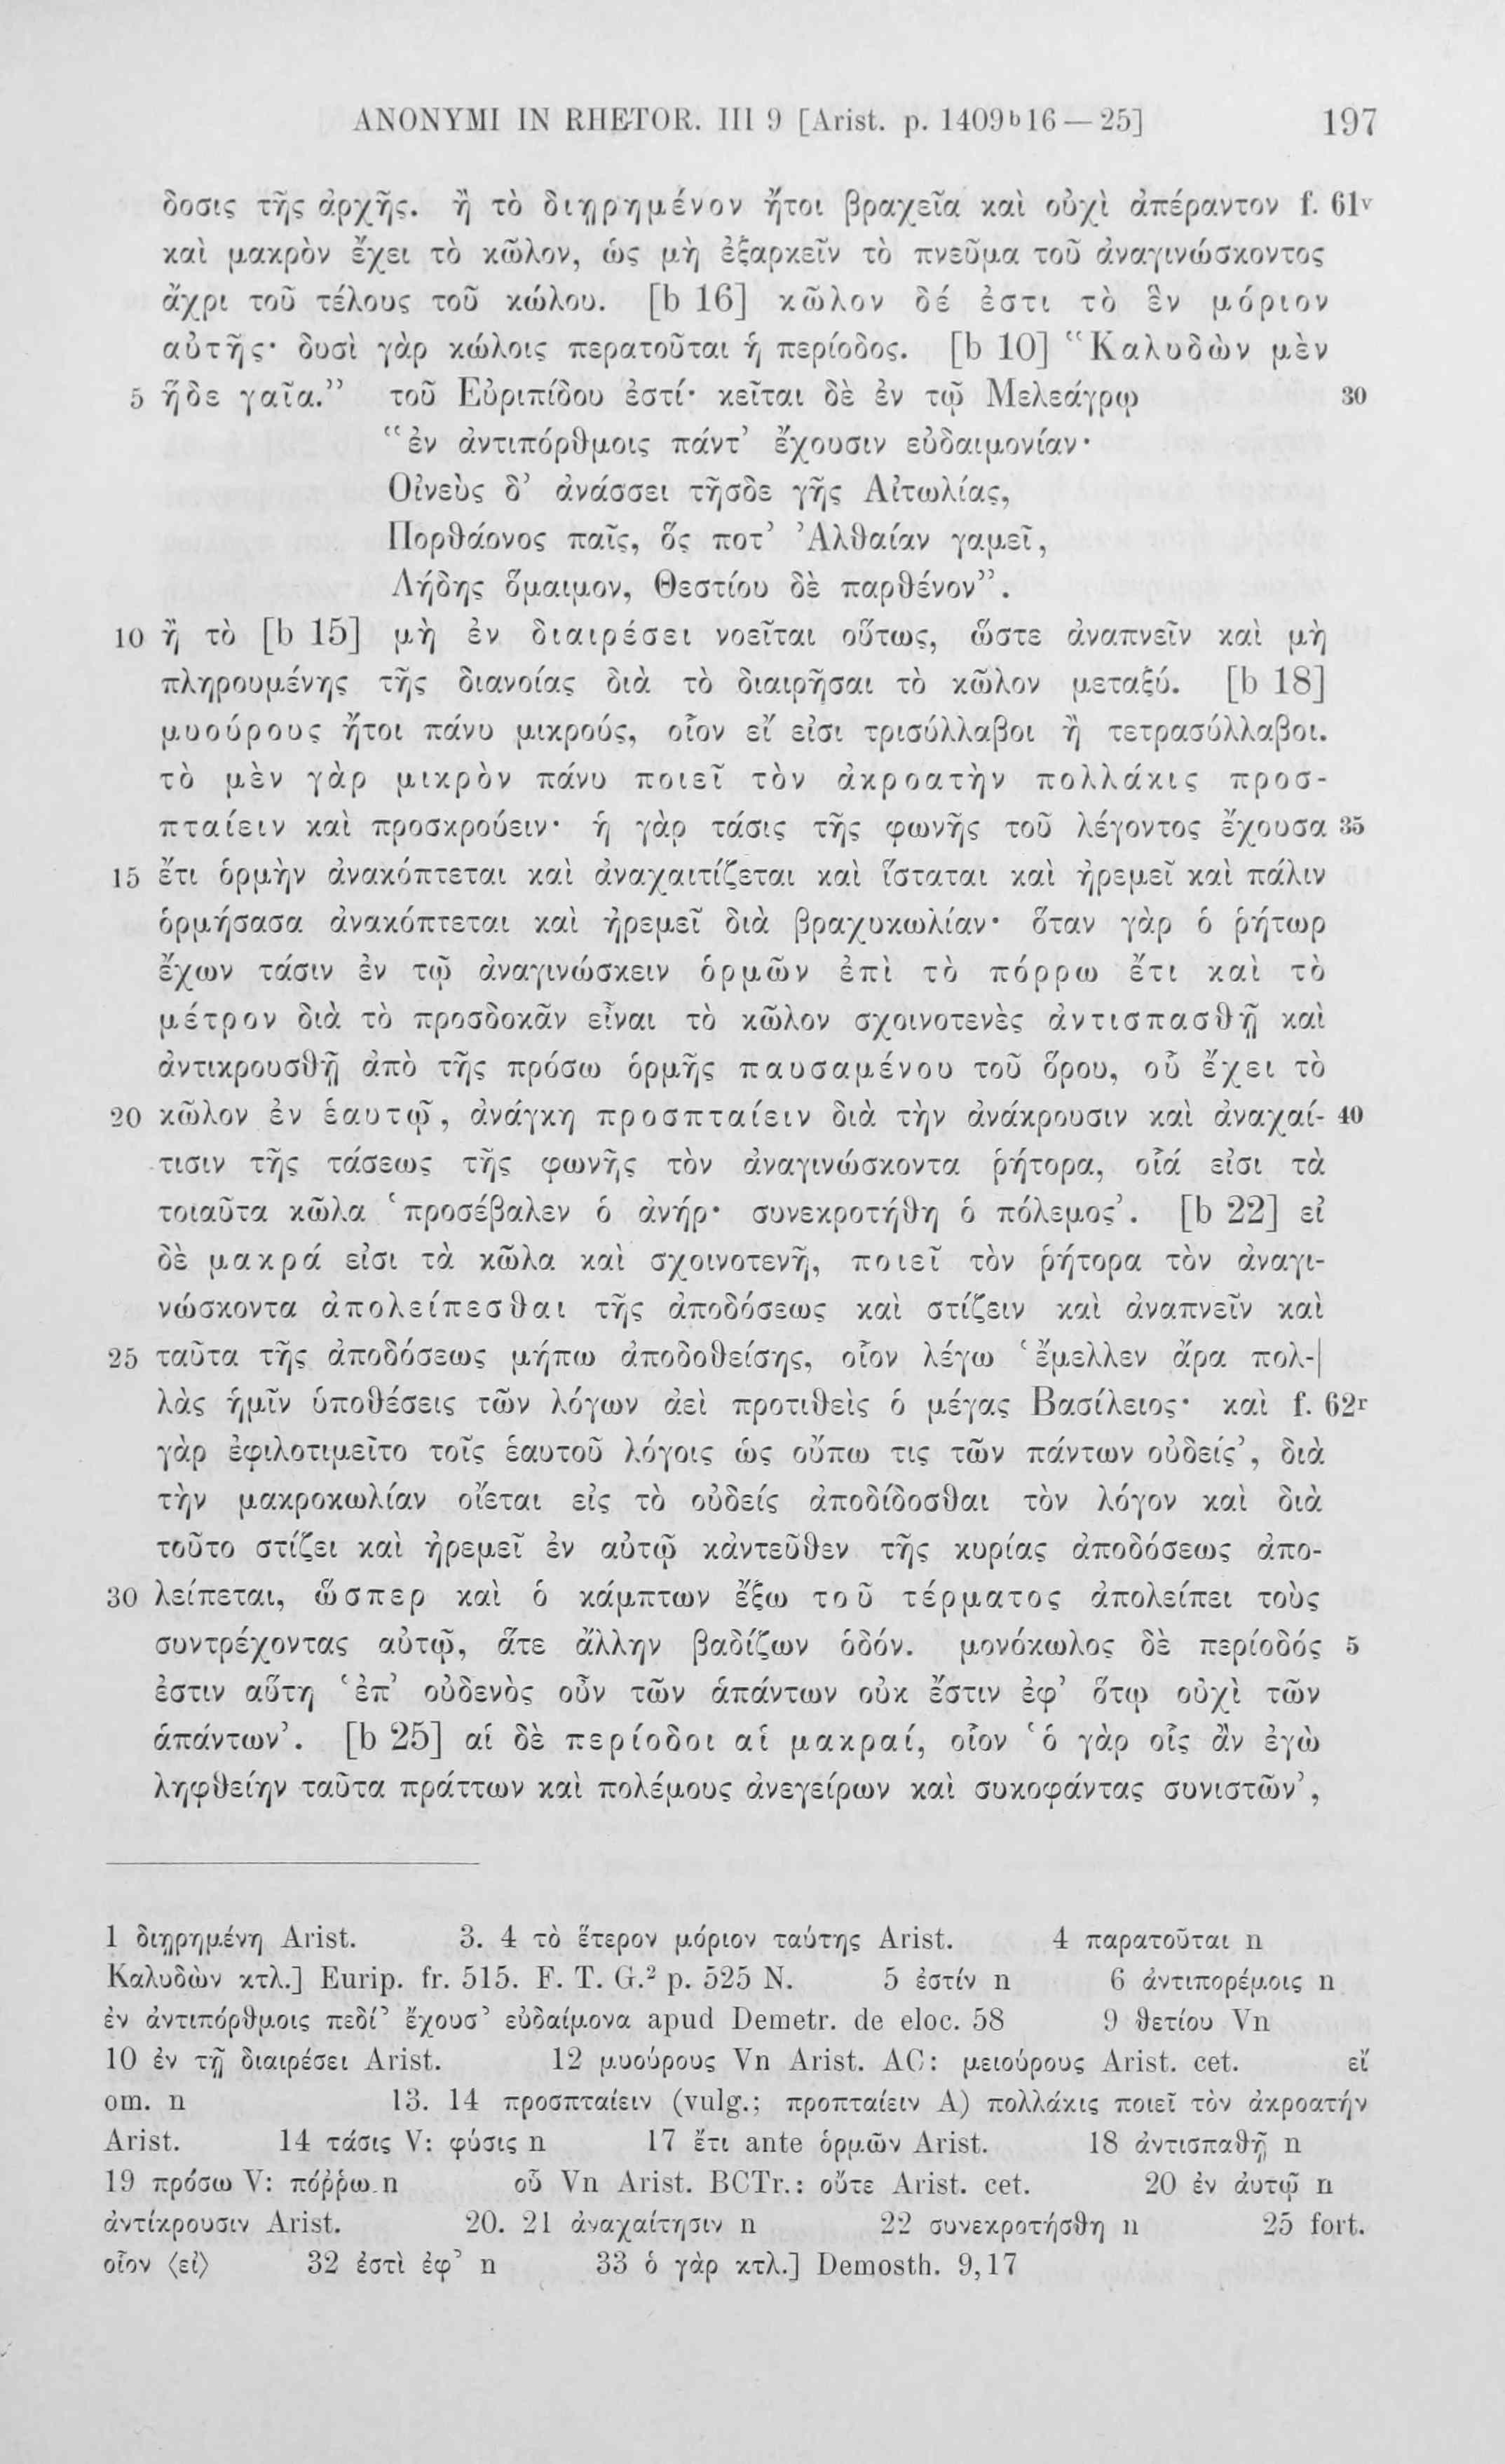 ANONYMI IN RHETOR. III 9 [Arist. p. 1409ᵇ16—25] 197
δοσις τῆς ἀρχῆς. ἢ τὸ διῃρημένον ἤτοι βραχεῖα καὶ οὐχὶ ἀπέραντον f. 61ᵛ
καὶ μακρὸν ἔχει τὸ κῶλον, ὡς μὴ ἐξαρκεῖν τὸ πνεῦμα τοῦ ἀναγινώσκοντος
ἄχρι τοῦ τέλους τοῦ κώλου. [b 16] κῶλον δέ ἐστι τὸ ἓν μόριον
αὐτῆς· δυσὶ γὰρ κώλοις περατοῦται ἡ περίοδος. [b 10] “Καλυδὼν μὲν
5 ἥδε γαῖα.” τοῦ Εὐριπίδου ἐστί· κεῖται δὲ ἐν τῷ Μελεάγρῳ 30
“ἐν ἀντιπόρθμοις πάντ’ ἔχουσιν εὐδαιμονίαν·
Οἰνεὺς δ’ ἀνάσσει τῆσδε γῆς Αἰτωλίας,
Πορθάονος παῖς, ὅς ποτ’ Ἀλθαίαν γαμεῖ,
Λήδης ὅμαιμον, Θεστίου δὲ παρθένον”.
10 ἢ τὸ [b 15] μὴ ἐν διαιρέσει νοεῖται οὕτως, ὥστε ἀναπνεῖν καὶ μὴ
πληρουμένης τῆς διανοίας διὰ τὸ διαιρῆσαι τὸ κῶλον μεταξύ. [b 18]
μυούρους ἤτοι πάνυ μικρούς, οἷον εἴ εἰσι τρισύλλαβοι ἢ τετρασύλλαβοι.
τὸ μὲν γὰρ μικρὸν πάνυ ποιεῖ τὸν ἀκροατὴν πολλάκις προσ-
πταίειν καὶ προσκρούειν· ἡ γὰρ τάσις τῆς φωνῆς τοῦ λέγοντος ἔχουσα 35
15 ἔτι ὁρμὴν ἀνακόπτεται καὶ ἀναχαιτίζεται καὶ ἵσταται καὶ ἠρεμεῖ καὶ πάλιν
ὁρμήσασα ἀνακόπτεται καὶ ἠρεμεῖ διὰ βραχυκωλίαν· ὅταν γὰρ ὁ ῥήτωρ
ἔχων τάσιν ἐν τῷ ἀναγινώσκειν ὁρμῶν ἐπὶ τὸ πόρρω ἔτι καὶ τὸ
μέτρον διὰ τὸ προσδοκᾶν εἶναι τὸ κῶλον σχοινοτενὲς ἀντισπασθῇ καὶ
ἀντικρουσθῇ ἀπὸ τῆς πρόσω ὁρμῆς παυσαμένου τοῦ ὅρου, οὗ ἔχει τὸ
20 κῶλον ἐν ἑαυτῷ, ἀνάγκη προσπταίειν διὰ τὴν ἀνάκρουσιν καὶ ἀναχαί- 40
τισιν τῆς τάσεως τῆς φωνῆς τὸν ἀναγινώσκοντα ῥήτορα, οἷά εἰσι τὰ
τοιαῦτα κῶλα ‘προσέβαλεν ὁ ἀνήρ· συνεκροτήθη ὁ πόλεμος’. [b 22] εἰ
δὲ μακρά εἰσι τὰ κῶλα καὶ σχοινοτενῆ, ποιεῖ τὸν ῥήτορα τὸν ἀναγι-
νώσκοντα ἀπολείπεσθαι τῆς ἀποδόσεως καὶ στίζειν καὶ ἀναπνεῖν καὶ
25 ταῦτα τῆς ἀποδόσεως μήπω ἀποδοθείσης, οἷον λέγω ‘ἔμελλεν ἄρα πολ-|
λὰς ἡμῖν ὑποθέσεις τῶν λόγων ἀεὶ προτιθεὶς ὁ μέγας Βασίλειος· καὶ f. 62ʳ
γὰρ ἐφιλοτιμεῖτο τοῖς ἑαυτοῦ λόγοις ὡς οὔπω τις τῶν πάντων οὐδείς’, διὰ
τὴν μακροκωλίαν οἴεται εἰς τὸ οὐδείς ἀποδίδοσθαι τὸν λόγον καὶ διὰ
τοῦτο στίζει καὶ ἠρεμεῖ ἐν αὐτῷ κἀντεῦθεν τῆς κυρίας ἀποδόσεως ἀπο-
30 λείπεται, ὥσπερ καὶ ὁ κάμπτων ἔξω τοῦ τέρματος ἀπολείπει τοὺς
συντρέχοντας αὐτῷ, ἅτε ἄλλην βαδίζων ὁδόν. μονόκωλος δὲ περίοδός 5
ἐστιν αὕτη ‘ἐπ’ οὐδενὸς οὖν τῶν ἁπάντων οὐκ ἔστιν ἐφ’ ὅτῳ οὐχὶ τῶν
ἁπάντων’. [b 25] αἱ δὲ περίοδοι αἱ μακραί, οἷον ‘ὁ γὰρ οἷς ἂν ἐγὼ
ληφθείην ταῦτα πράττων καὶ πολέμους ἀνεγείρων καὶ συκοφάντας συνιστῶν’,
1 διῃρημένη Arist. 3. 4 τὸ ἕτερον μόριον ταύτης Arist. 4 παρατοῦται n
Καλυδὼν κτλ.] Eurip. fr. 515. F. T. G.² p. 525 N. 5 ἐστίν n 6 ἀντιπορέμοις n
ἐν ἀντιπόρθμοις πεδί’ ἔχουσ’ εὐδαίμονα apud Demetr. de eloc. 58 9 θετίου Vn
10 ἐν τῇ διαιρέσει Arist. 12 μυούρους Vn Arist. AC: μειούρους Arist. cet. εἴ
om. n 13. 14 προσπταίειν (vulg.; προπταίειν A) πολλάκις ποιεῖ τὸν ἀκροατήν
Arist. 14 τάσις V: φύσις n 17 ἔτι ante ὁρμῶν Arist. 18 ἀντισπαθῇ n
19 πρόσω V: πόῤῥω n οὗ Vn Arist. BCTr.: οὔτε Arist. cet. 20 ἐν ἀυτῷ n
ἀντίκρουσιν Arist. 20. 21 ἀναχαίτησιν n 22 συνεκροτήσθη n 25 fort.
οἷον ⟨εἰ⟩ 32 ἐστὶ ἐφ’ n 33 ὁ γὰρ κτλ.] Demosth. 9,17